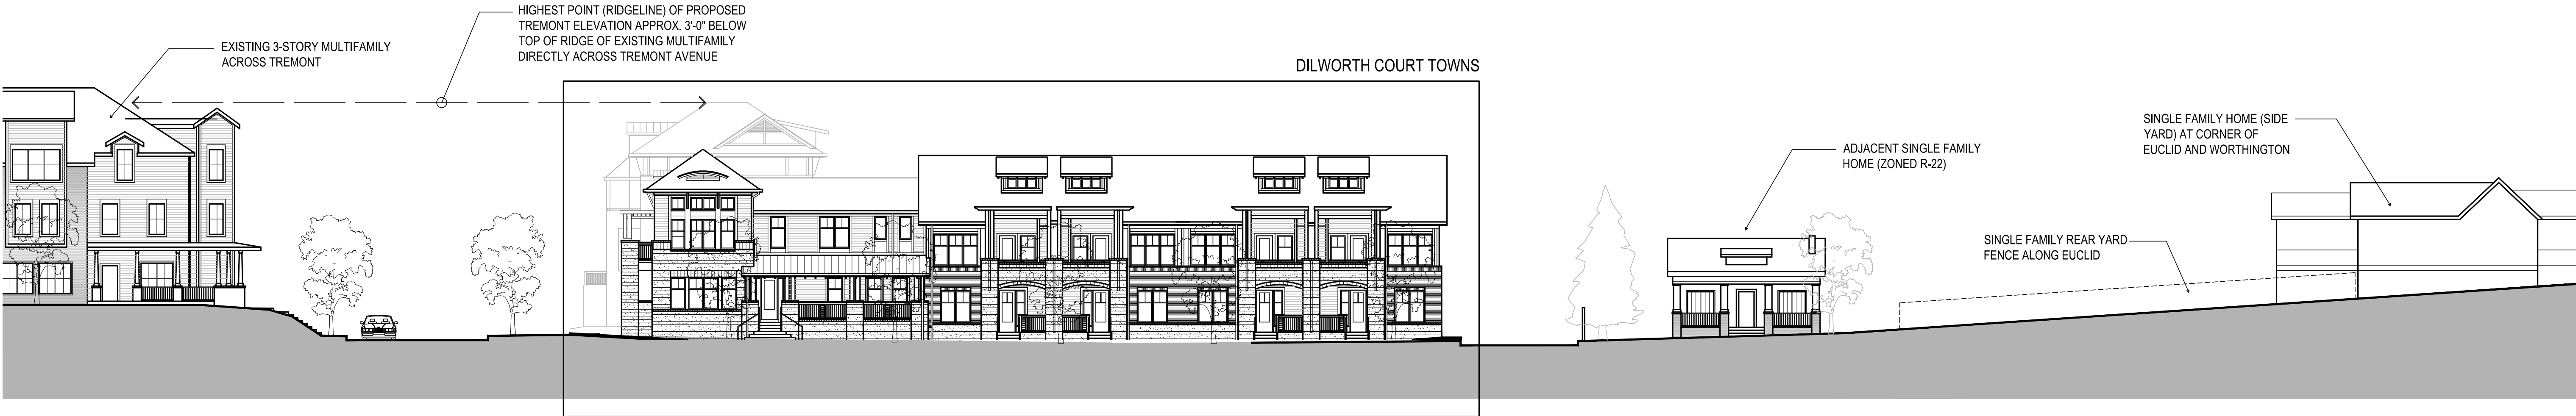 HIGHEST POINT (RIDGELINE) OF PROPOSED
TREMONT ELEVATION APPROX. 3'-0" BELOW
TOP OF RIDGE OF EXISTING MULTIFAMILY
DIRECTLY ACROSS TREMONT AVENUE
EXISTING 3-STORY MULTIFAMILY
ACROSS TREMONT
DILWORTH COURT TOWNS
ADJACENT SINGLE FAMILY
HOME (ZONED R-22)
SINGLE FAMILY HOME (SIDE
YARD) AT CORNER OF
EUCLID AND WORTHINGTON
SINGLE FAMILY REAR YARD
FENCE ALONG EUCLID